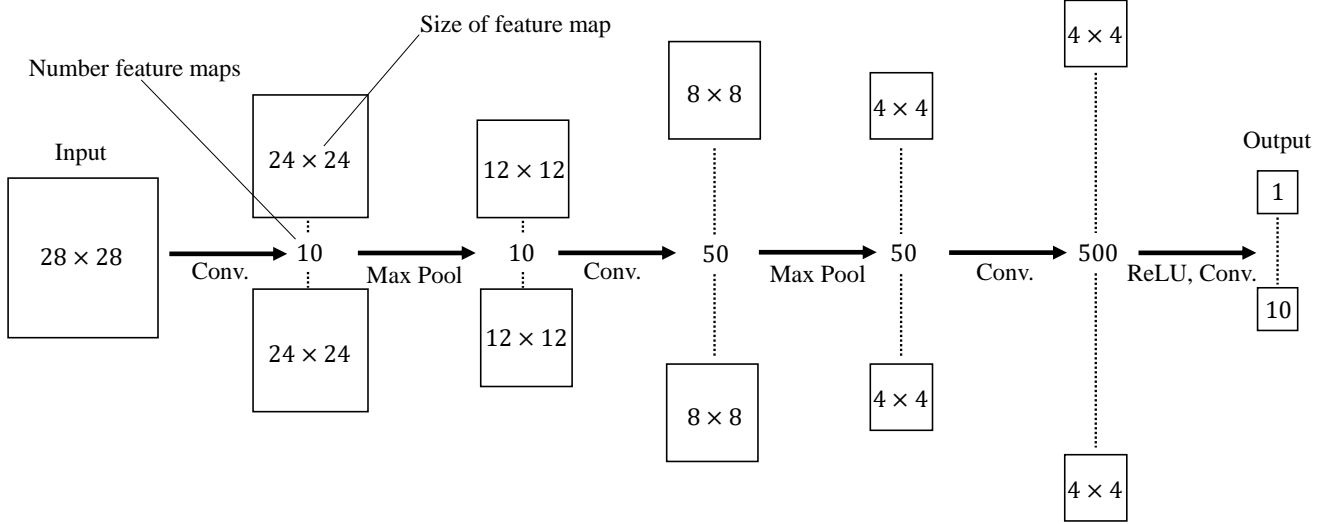 Size of feature map
Number feature maps
Input
28 × 28
Conv.
24 × 24
10
24 × 24
Max Pool
12 × 12
10
12 × 12
Conv.
8 × 8
50
8 × 8
Max Pool
4 × 4
50
4 × 4
Conv.
4 × 4
500
4 × 4
ReLU, Conv.
Output
1
10